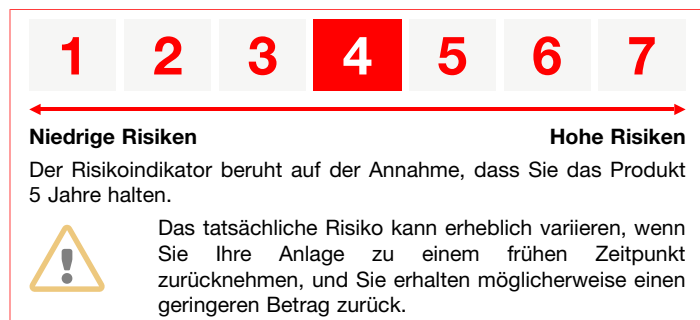 1 2 3 4 5 6 7
Niedrige Risiken Hohe Risiken
Der Risikoindikator beruht auf der Annahme, dass Sie das Produkt
5 Jahre halten.
Das tatsächliche Risiko kann erheblich variieren, wenn
Sie Ihre Anlage zu einem frühen Zeitpunkt
zurücknehmen, und Sie erhalten möglicherweise einen
geringeren Betrag zurück.